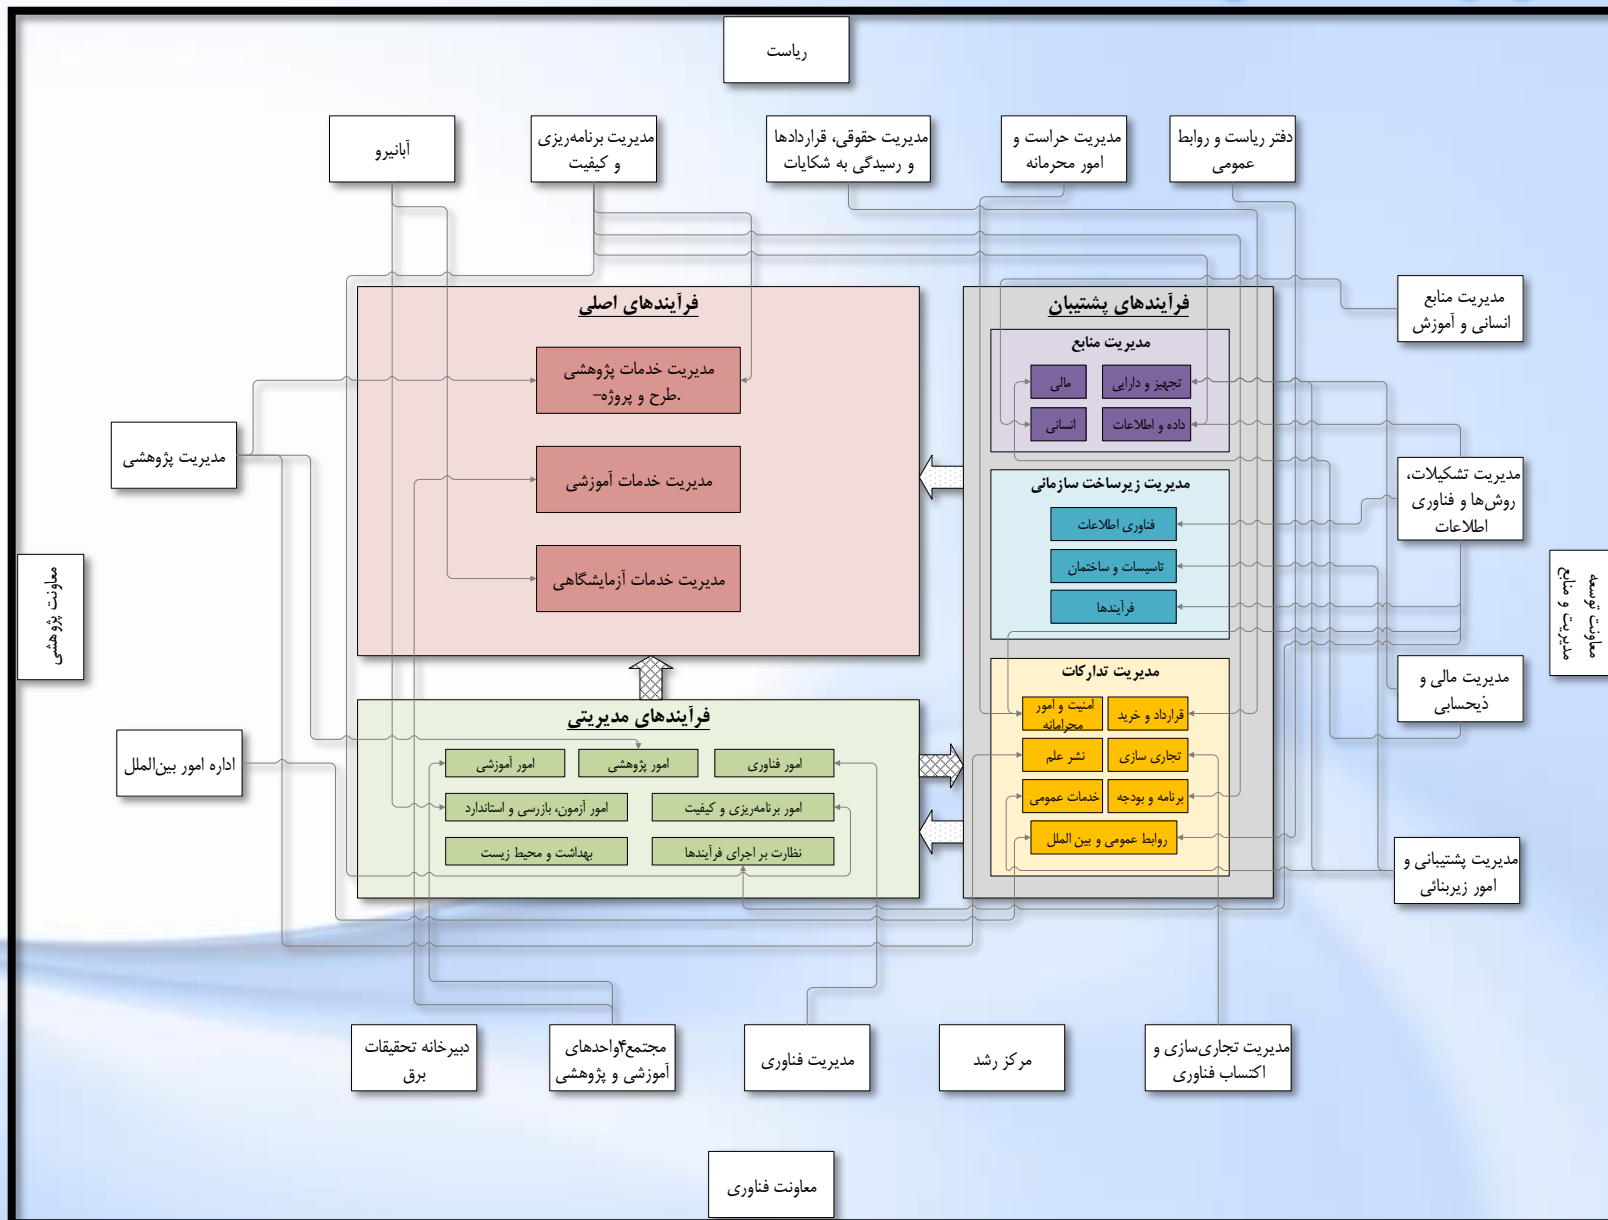 ریاست
دفتر ریاست و روابط
عمومی
مدیریت حراست و
امور محرمانه
مدیریت حقوقی، قراردادها
و رسیدگی به شکایات
مدیریت برنامه‌ریزی
و کیفیت
آبانیرو
مدیریت منابع
انسانی و آموزش
مدیریت تشکیلات،
روش‌ها و فناوری
اطلاعات
معاونت توسعه
مدیریت و منابع
مدیریت مالی و
ذیحسابی
مدیریت پشتیبانی و
امور زیربنائی
فرآیندهای پشتیبان
مدیریت منابع
تجهیز و دارایی
مالی
داده و اطلاعات
انسانی
مدیریت زیرساخت سازمانی
فناوری اطلاعات
تاسیسات و ساختمان
فرآیندها
مدیریت تدارکات
قرارداد و خرید
امنیت و امور
محرامانه
تجاری سازی
نشر علم
برنامه و بودجه
خدمات عمومی
روابط عمومی و بین الملل
فرآیندهای اصلی
مدیریت خدمات پژوهشی
-طرح و پروژه.
مدیریت خدمات آموزشی
مدیریت خدمات آزمایشگاهی
فرآیندهای مدیریتی
امور فناوری
امور پژوهشی
امور آموزشی
امور برنامه‌ریزی و کیفیت
امور آزمون، بازرسی و استاندارد
نظارت بر اجرای فرآیندها
بهداشت و محیط زیست
مدیریت پژوهشی
معاونت پژوهشی
اداره امور بین‌الملل
مدیریت تجاری‌سازی و
اکتساب فناوری
مرکز رشد
مدیریت فناوری
مجتمع۴واحدهای
آموزشی و پژوهشی
دبیرخانه تحقیقات
برق
معاونت فناوری